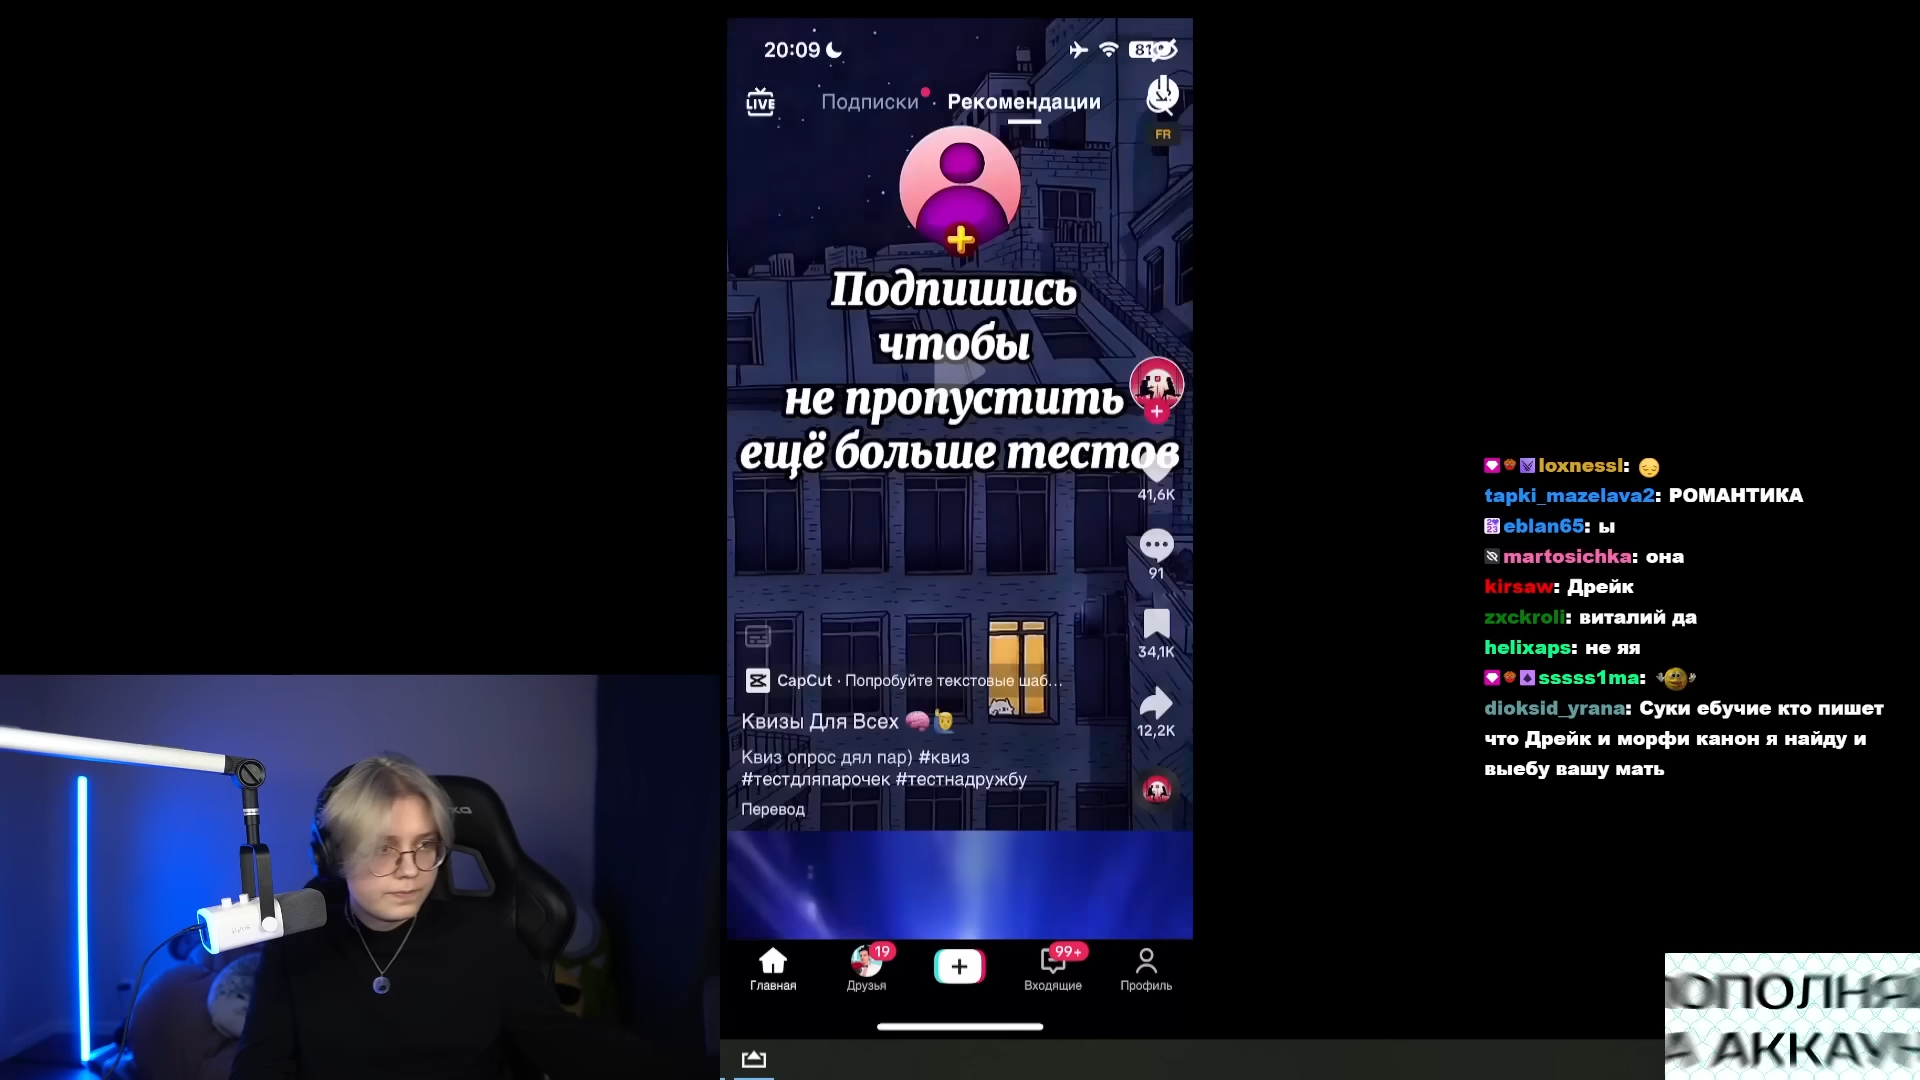 20:09
81
LIVE
Подписки
Рекомендации
FR
Подпишись
чтобы
не пропустить
ещё больше тестов
41,6K
91
34,1K
12,2K
CapCut · Попробуйте текстовые шаб...
Квизы Для Всех
Квиз опрос дял пар) #квиз
#тестдляпарочек #тестнадружбу
Перевод
Главная
19
Друзья
99+
Входящие
Профиль
loxnessl:
tapki_mazelava2: РОМАНТИКА
eblan65: ы
martosichka: она
kirsaw: Дрейк
zxckroli: виталий да
helixaps: не яя
sssss1ma:
dioksid_yrana: Суки ебучие кто пишет
что Дрейк и морфи канон я найду и
выебу вашу мать